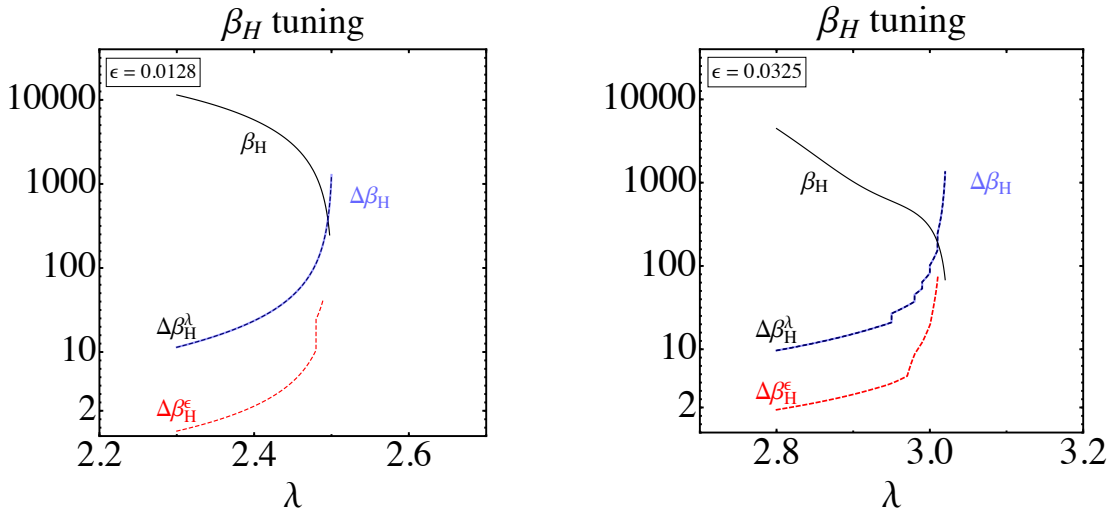 β_H tuning
ϵ = 0.0128
10000
1000
100
10
2
β_H
Δβ_H
Δβ_H^λ
Δβ_H^ϵ
2.2 2.4 2.6
λ
β_H tuning
ϵ = 0.0325
10000
1000
100
10
2
β_H
Δβ_H
Δβ_H^λ
Δβ_H^ϵ
2.8 3.0 3.2
λ